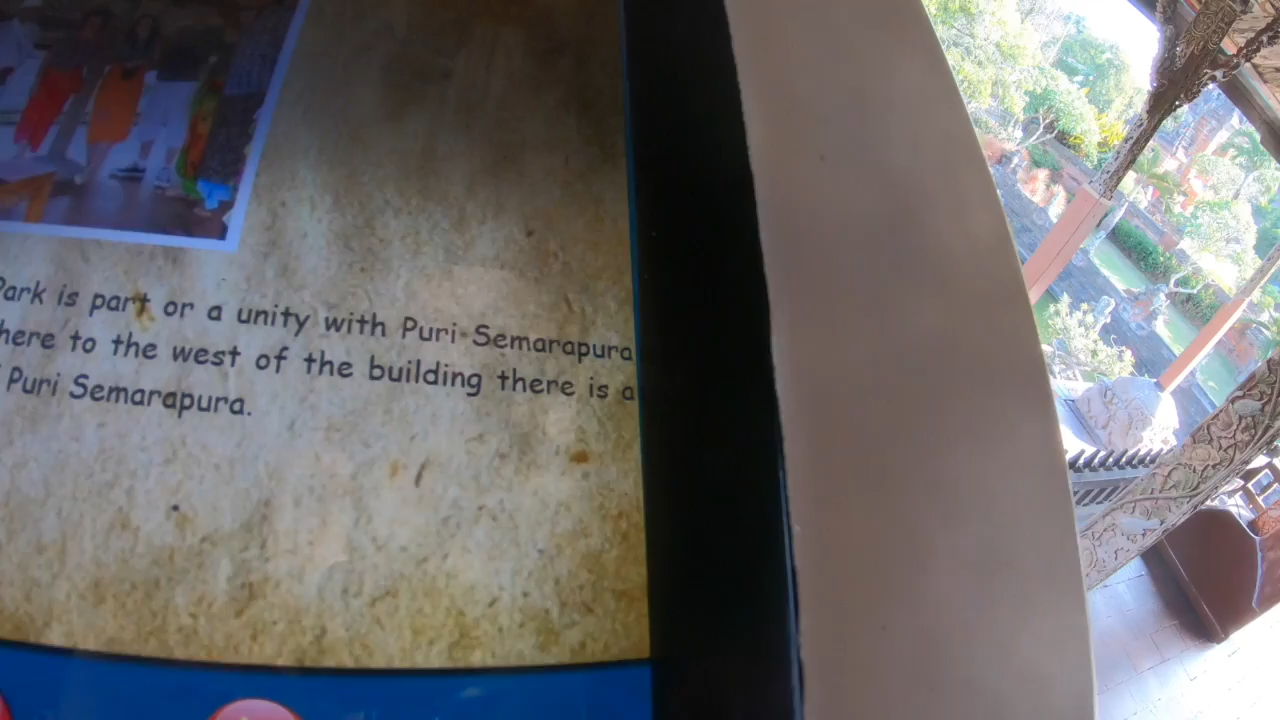 Park is part or a unity with Puri-Semarapura
here to the west of the building there is a
Puri Semarapura.